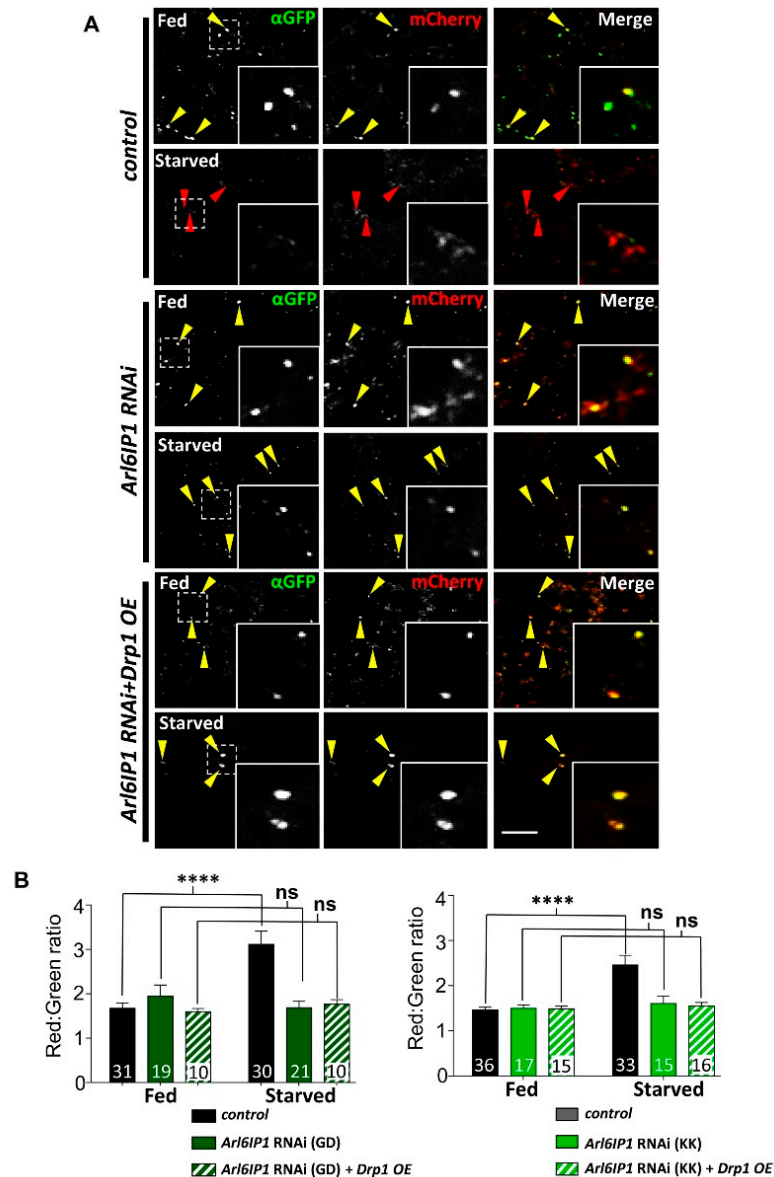 A
Fed αGFP mCherry Merge
control
Starved
Fed αGFP mCherry Merge
Arl6IP1 RNAi
Starved
Fed αGFP mCherry Merge
Arl6IP1 RNAi+Drp1 OE
Starved
B
**** ns ns
Red:Green ratio
4
3
2
1
0
31 19 10 30 21 10
Fed Starved
control
Arl6IP1 RNAi (GD)
Arl6IP1 RNAi (GD) + Drp1 OE
**** ns ns
Red:Green ratio
4
3
2
1
0
36 17 15 33 15 16
Fed Starved
control
Arl6IP1 RNAi (KK)
Arl6IP1 RNAi (KK) + Drp1 OE